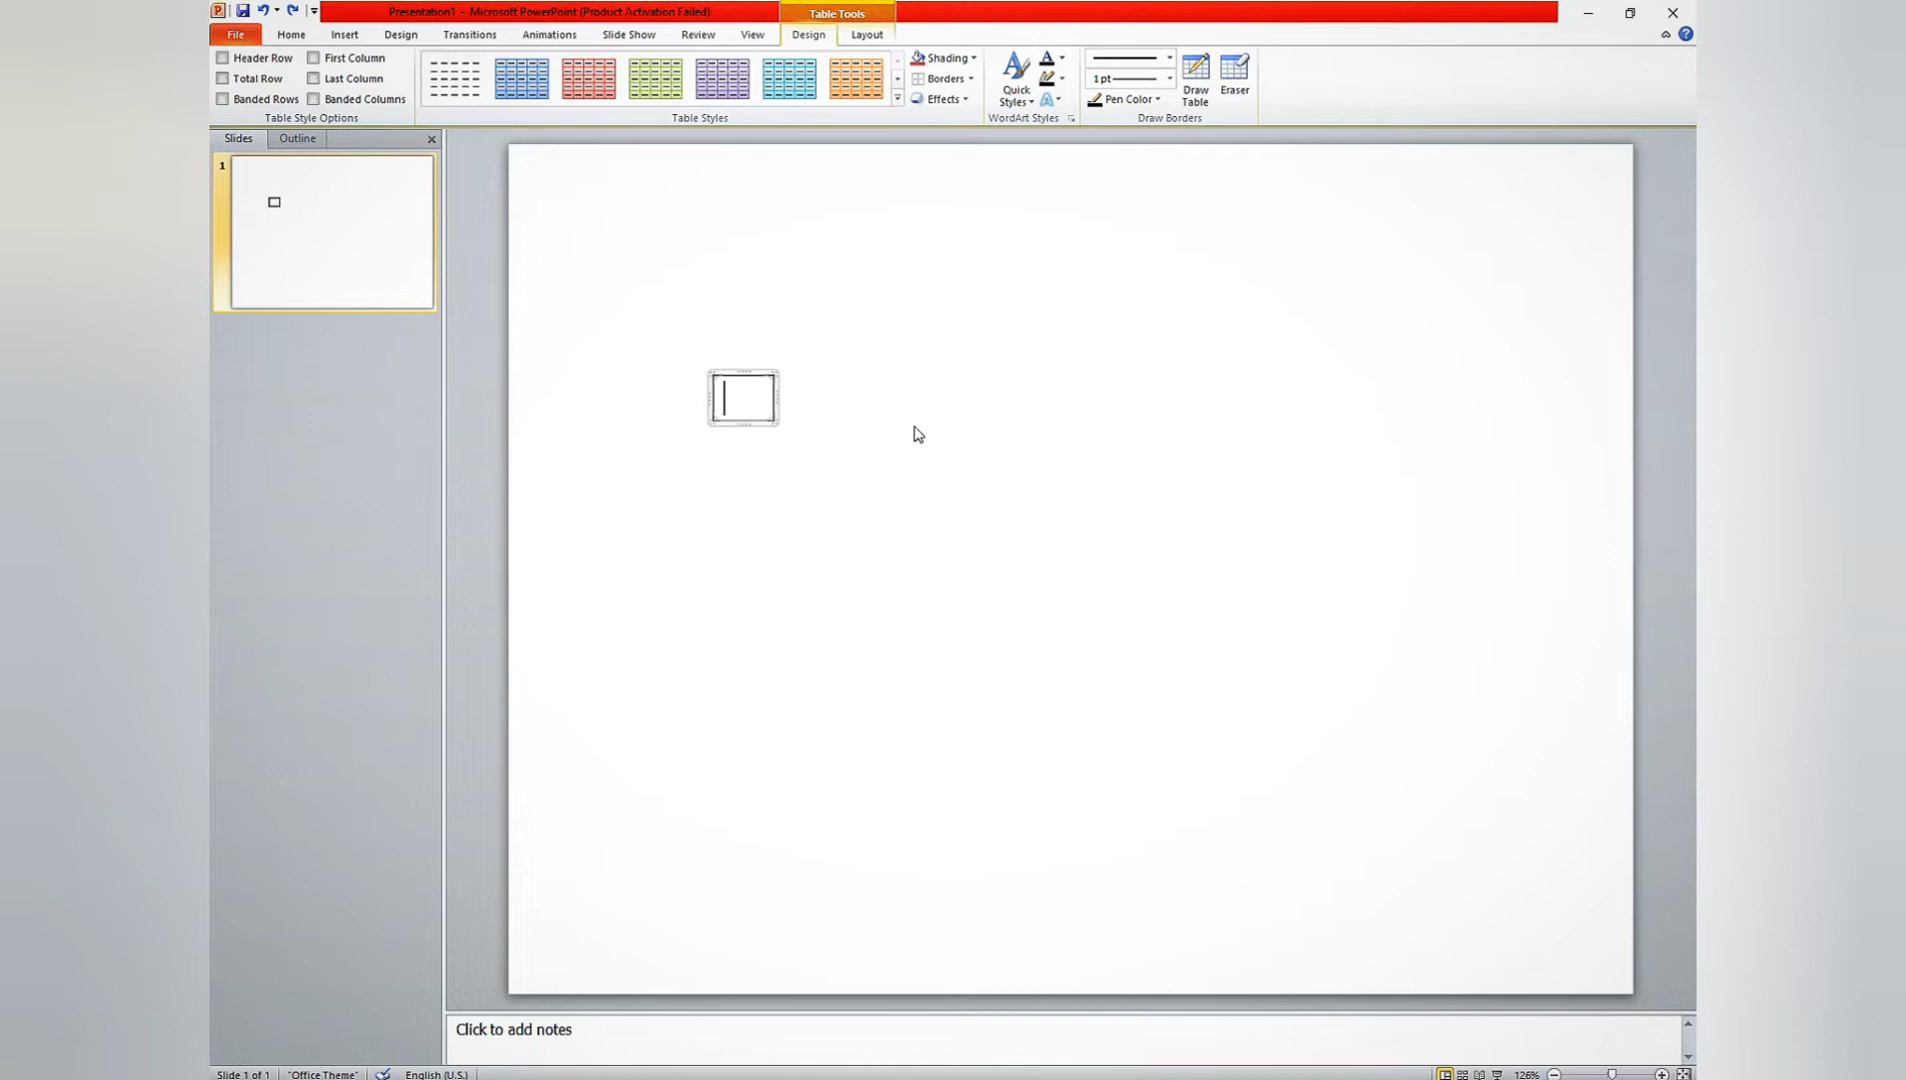 Presentation1 - Microsoft PowerPoint (Product Activation Failed)
Table Tools
File Home Insert Design Transitions Animations Slide Show Review View Design Layout
Header Row First Column
Total Row Last Column
Banded Rows Banded Columns
Table Style Options
Shading
Borders
Effects
Table Styles
Quick
Styles
WordArt Styles
1 pt
Pen Color
Draw
Table
Eraser
Draw Borders
Slides Outline
1
Click to add notes
Slide 1 of 1 "Office Theme" English (U.S.) 126%